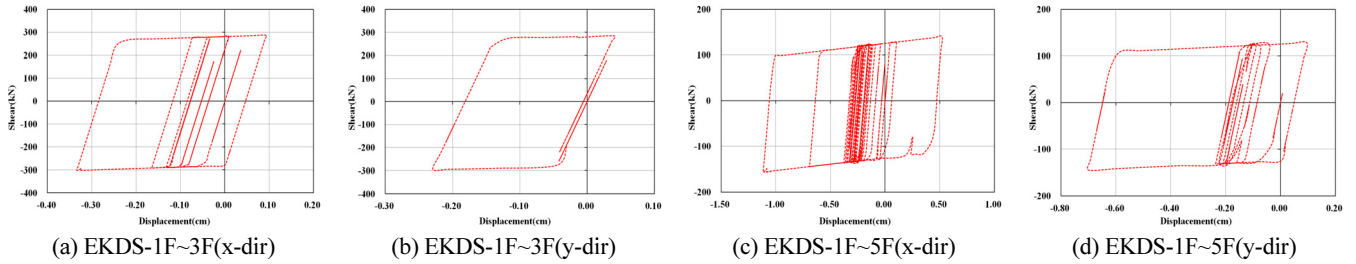 400
300
200
100
0
-100
-200
-300
-400
Shear(kN)
-0.40 -0.30 -0.20 -0.10 0.00 0.10 0.20
Displacement(cm)
(a) EKDS-1F~3F(x-dir)
400
300
200
100
0
-100
-200
-300
-400
Shear(kN)
-0.30 -0.20 -0.10 0.00 0.10
Displacement(cm)
(b) EKDS-1F~3F(y-dir)
200
100
0
-100
-200
Shear(kN)
-1.50 -1.00 -0.50 0.00 0.50 1.00
Displacement(cm)
(c) EKDS-1F~5F(x-dir)
200
100
0
-100
-200
Shear(kN)
-0.80 -0.60 -0.40 -0.20 0.00 0.20
Displacement(cm)
(d) EKDS-1F~5F(y-dir)